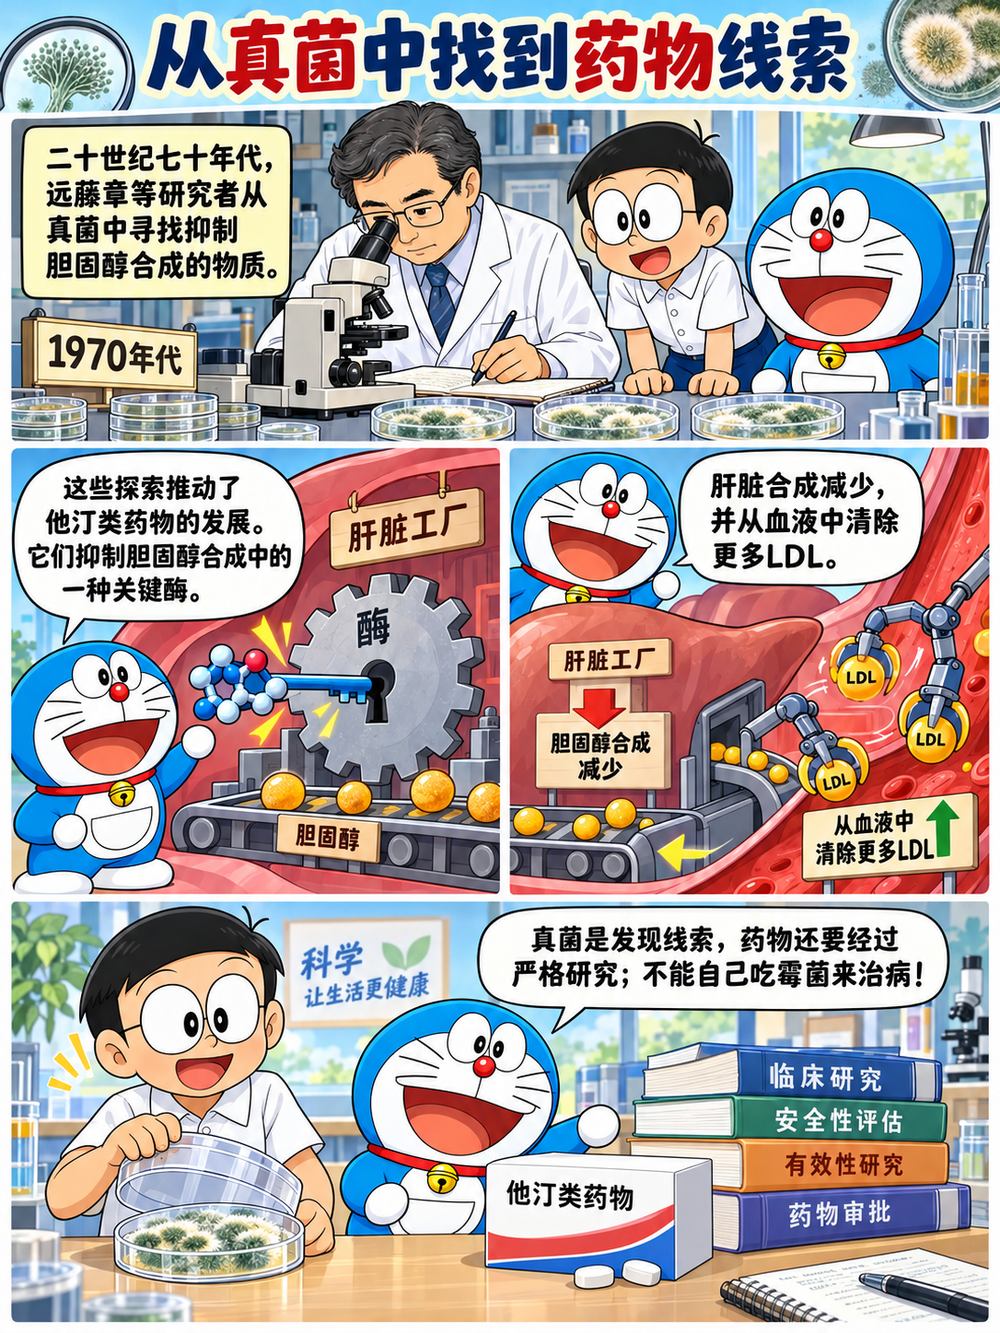 从真菌中找到药物线索
二十世纪七十年代，
远藤章等研究者从
真菌中寻找抑制
胆固醇合成的物质。
1970年代
这些探索推动了
他汀类药物的发展。
它们抑制胆固醇合成中的
一种关键酶。
肝脏工厂
酶
胆固醇
肝脏合成减少，
并从血液中清除
更多LDL。
肝脏工厂
胆固醇合成
减少
LDL
LDL
LDL
从血液中
清除更多LDL
科学
让生活更健康
真菌是发现线索，药物还要经过
严格研究；不能自己吃霉菌来治病！
临床研究
安全性评估
有效性研究
药物审批
他汀类药物